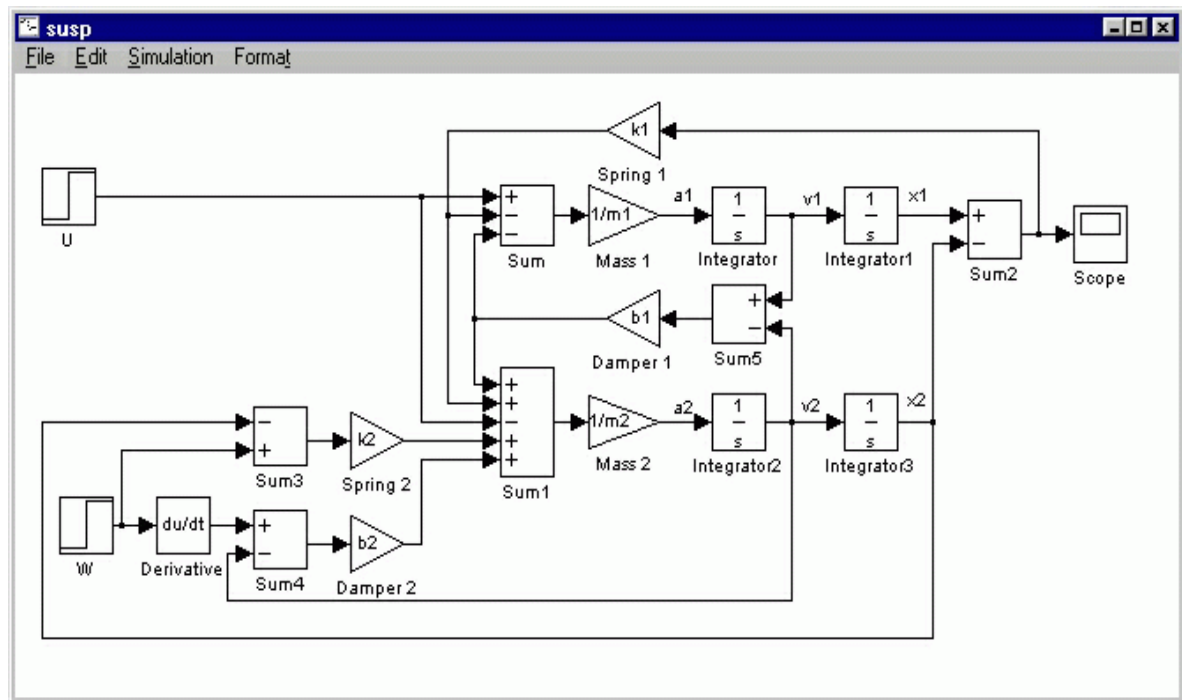 susp
File Edit Simulation Format
k1
Spring 1
U
+
−
−
Sum
1/m1
Mass 1
a1
1
s
Integrator
v1
1
s
Integrator1
x1
+
−
Sum2
Scope
b1
Damper 1
+
−
Sum5
+
+
−
+
+
Sum1
1/m2
Mass 2
a2
1
s
Integrator2
v2
1
s
Integrator3
x2
−
+
Sum3
k2
Spring 2
W
du/dt
Derivative
+
−
Sum4
b2
Damper 2